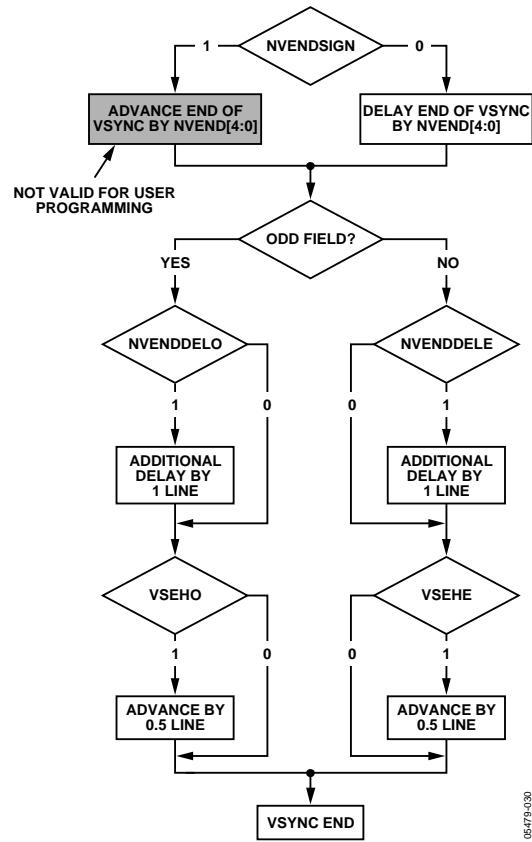 NVENDSIGN
1
0
ADVANCE END OF
VSYNC BY NVEND[4:0]
DELAY END OF VSYNC
BY NVEND[4:0]
NOT VALID FOR USER
PROGRAMMING
ODD FIELD?
YES
NO
NVENDDELO
NVENDDELE
1
0
0
1
ADDITIONAL
DELAY BY
1 LINE
ADDITIONAL
DELAY BY
1 LINE
VSEHO
VSEHE
1
0
0
1
ADVANCE BY
0.5 LINE
ADVANCE BY
0.5 LINE
VSYNC END
05479-030